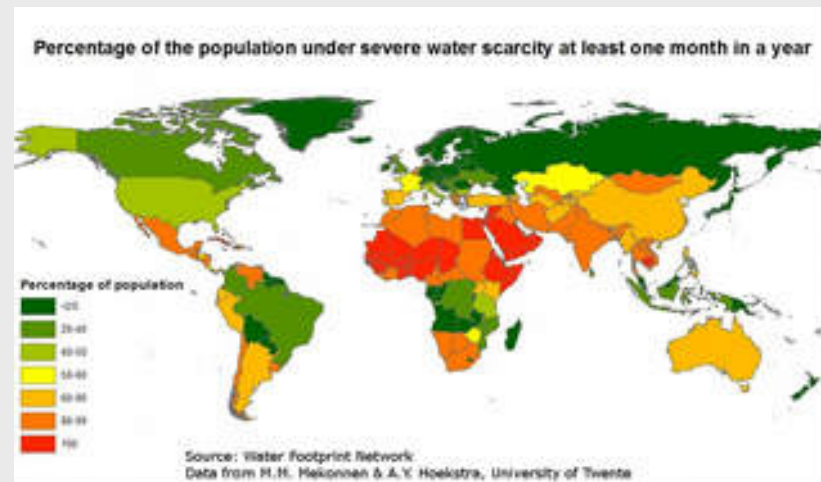 Percentage of the population under severe water scarcity at least one month in a year
Percentage of population
Source: Water Footprint Network
Data from M.M. Mekonnen & A.Y. Hoekstra, University of Twente